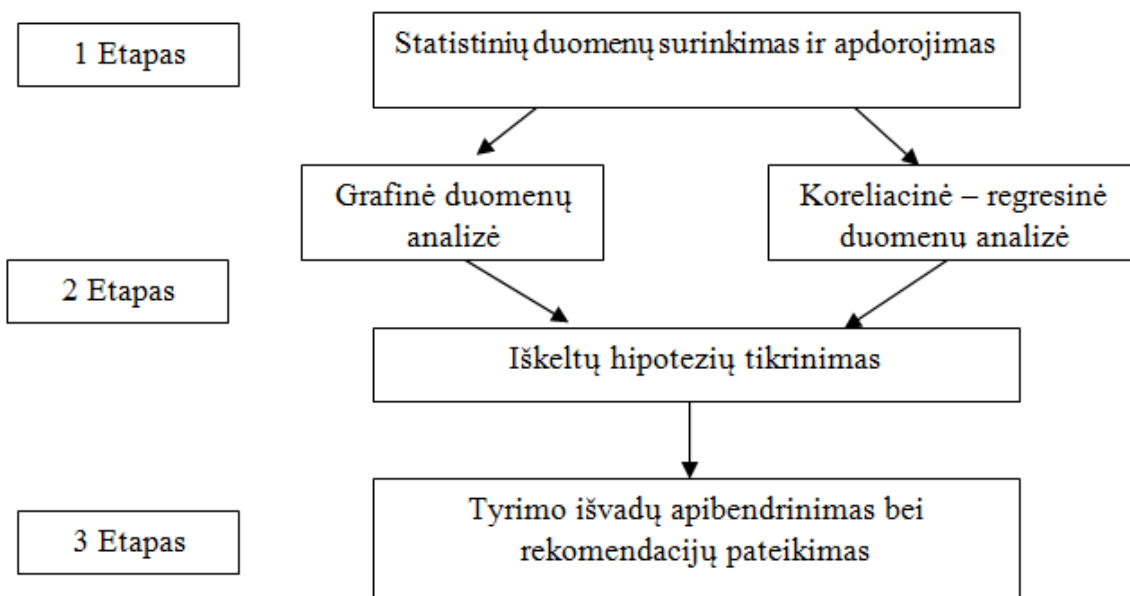 1 Etapas
Statistinių duomenų surinkimas ir apdorojimas
Grafinė duomenų
analizė
Koreliacinė – regresinė
duomenų analizė
2 Etapas
Iškeltų hipotezių tikrinimas
3 Etapas
Tyrimo išvadų apibendrinimas bei
rekomendacijų pateikimas